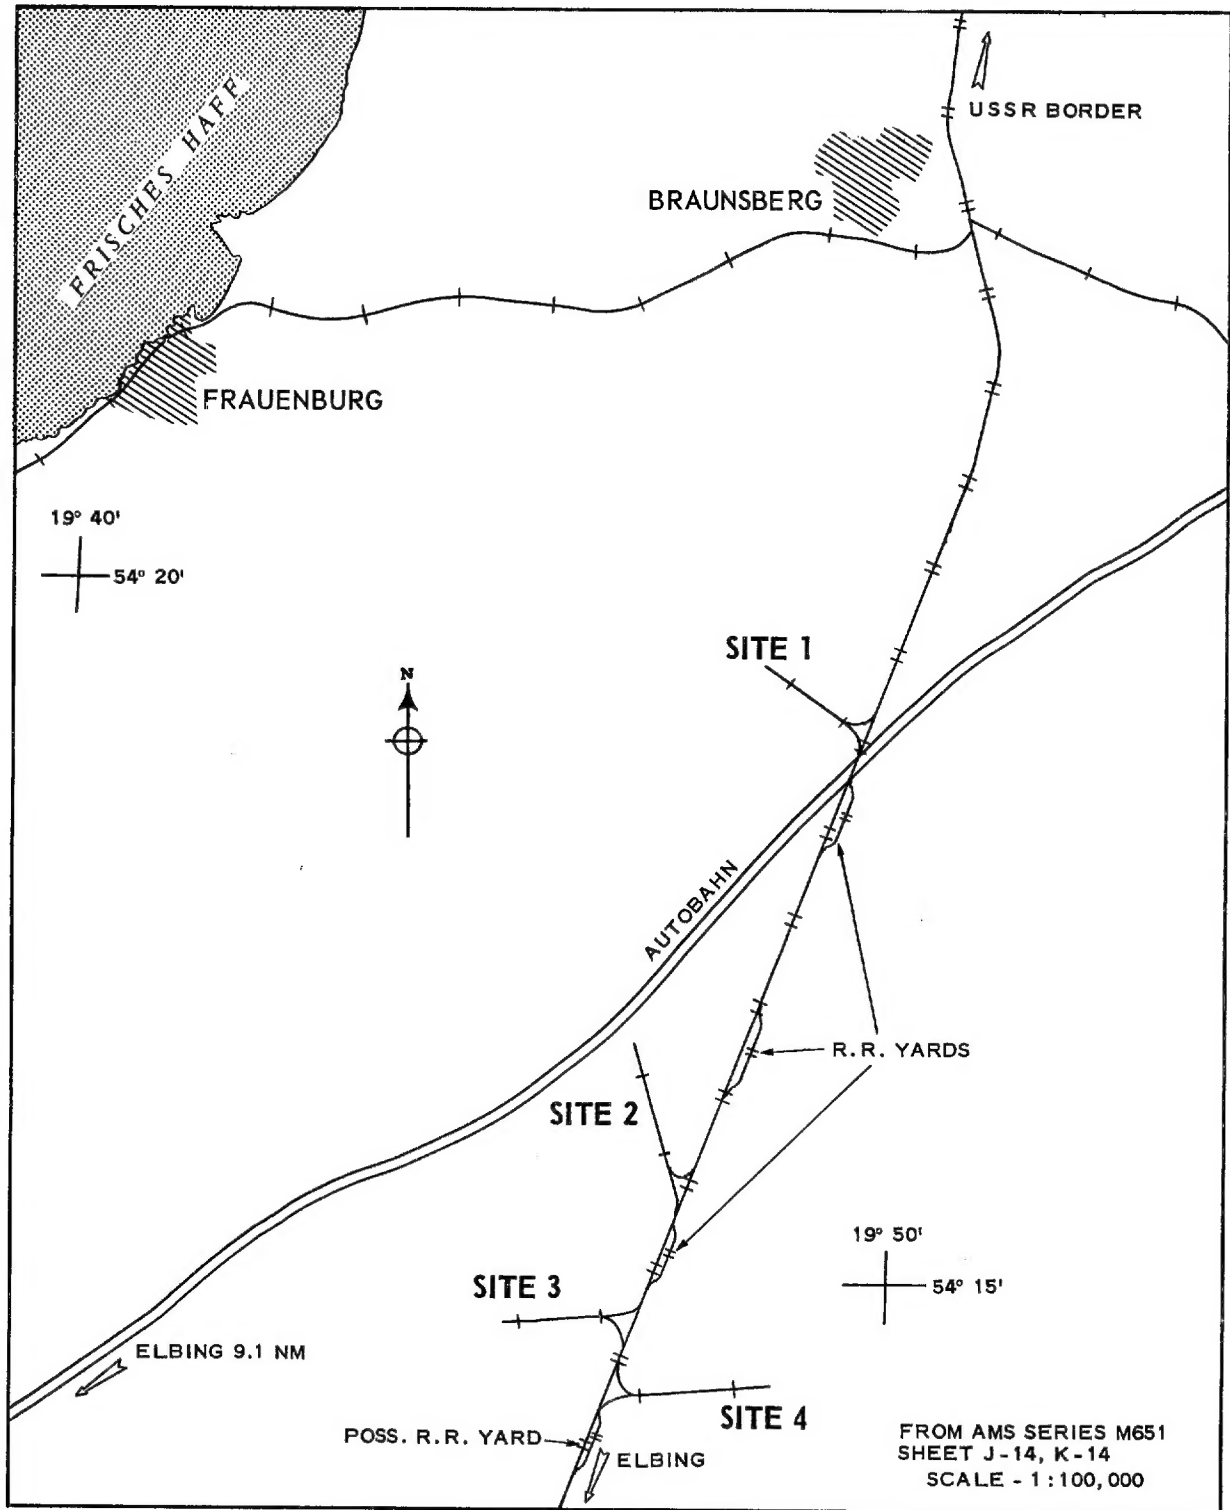 USSR BORDER
FRISCHES HAFF
BRAUNSBERG
FRAUENBURG
19° 40'
54° 20'
SITE 1
N
AUTOBAHN
R.R. YARDS
SITE 2
19° 50'
54° 15'
SITE 3
ELBING 9.1 NM
SITE 4
POSS. R.R. YARD
ELBING
FROM AMS SERIES M651
SHEET J-14, K-14
SCALE - 1:100,000